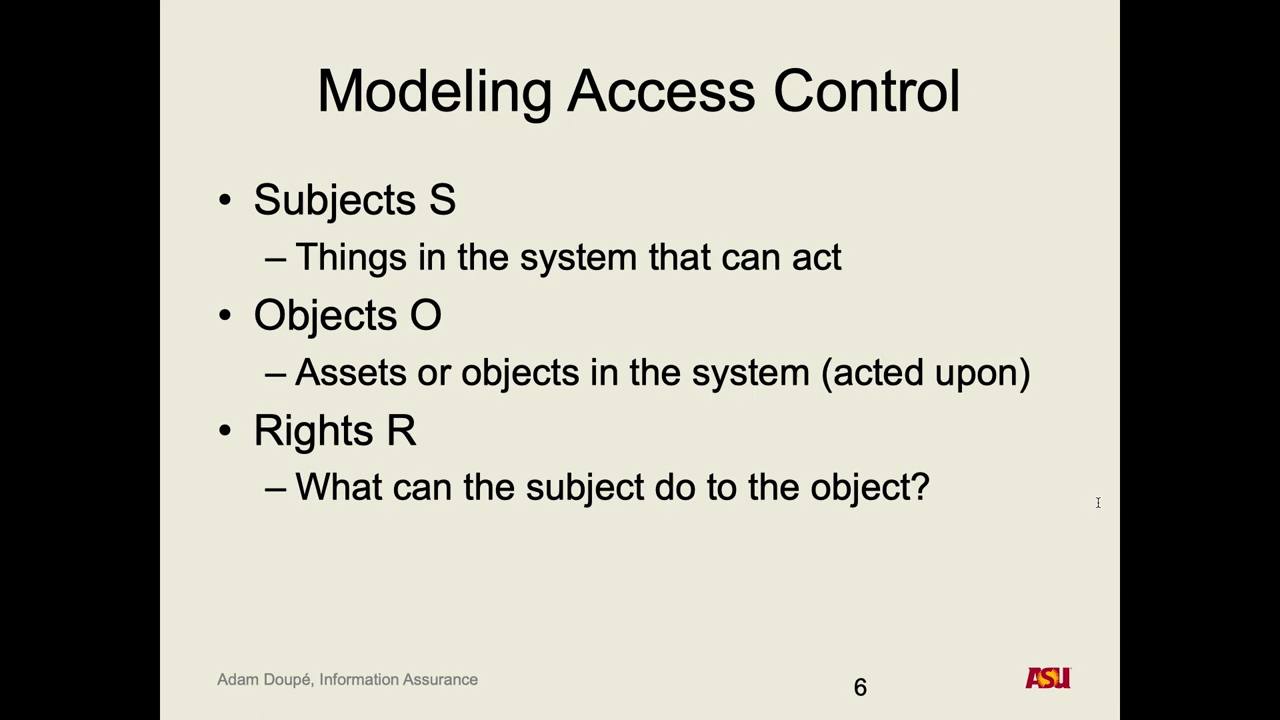 Modeling Access Control
• Subjects S
– Things in the system that can act
• Objects O
– Assets or objects in the system (acted upon)
• Rights R
– What can the subject do to the object?
Adam Doupé, Information Assurance
6
ASU